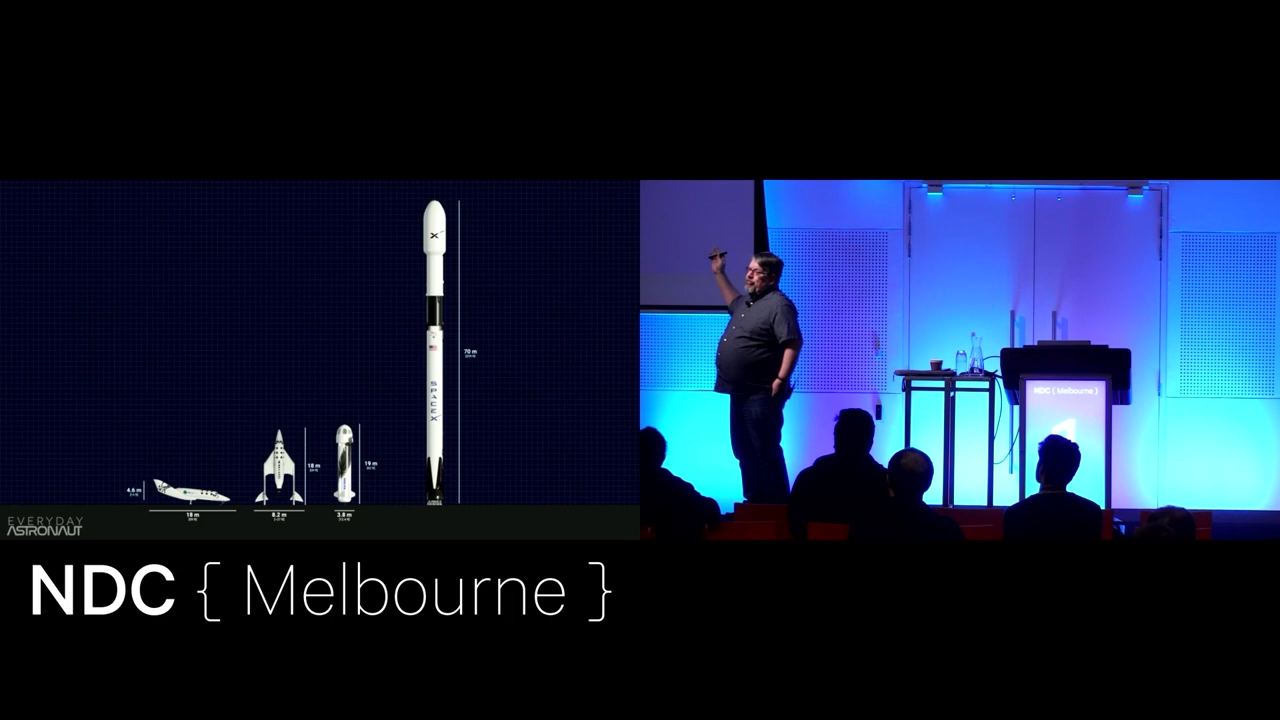 SPACEX
70 m
4.6 m
18 m
19 m
18 m
8.2 m
3.8 m
EVERYDAY
ASTRONAUT
NDC { Melbourne }
NDC { Melbourne }